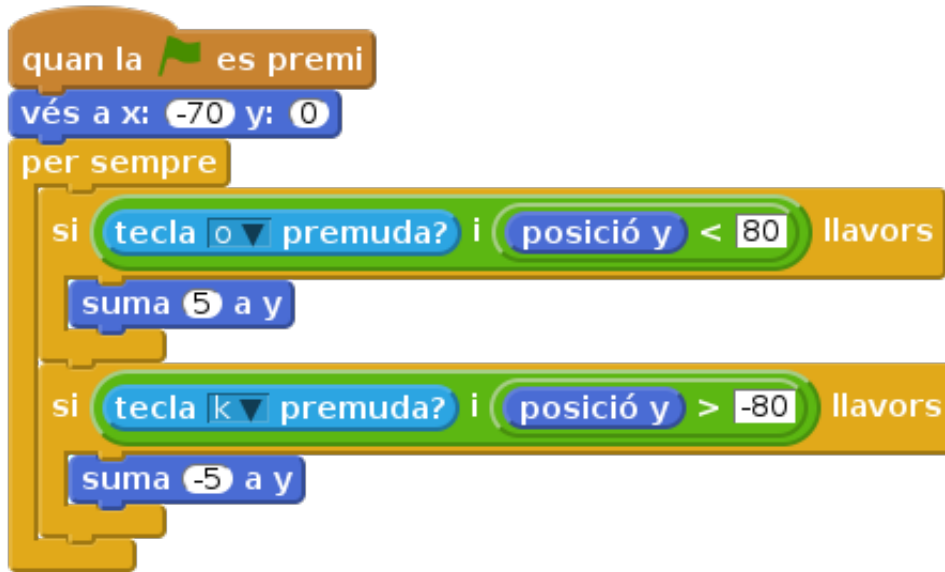 quan la es premi
vés a x: -70 y: 0
per sempre
si tecla o premuda? i posició y < 80 llavors
suma 5 a y
si tecla k premuda? i posició y > -80 llavors
suma -5 a y